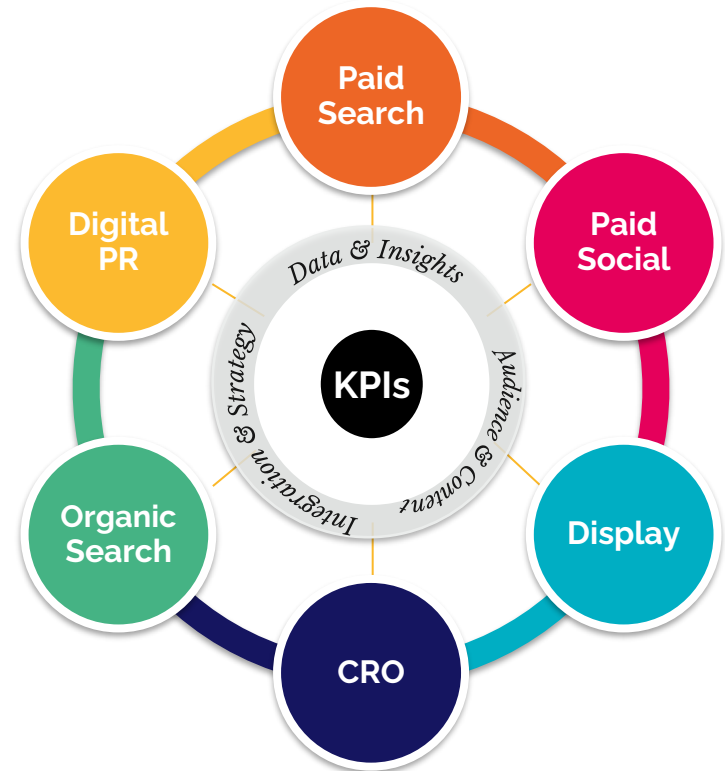 Paid
Search
Digital
PR
Paid
Social
Data & Insights
KPIs
Integration & Strategy
Audience & Content
Organic
Search
Display
CRO